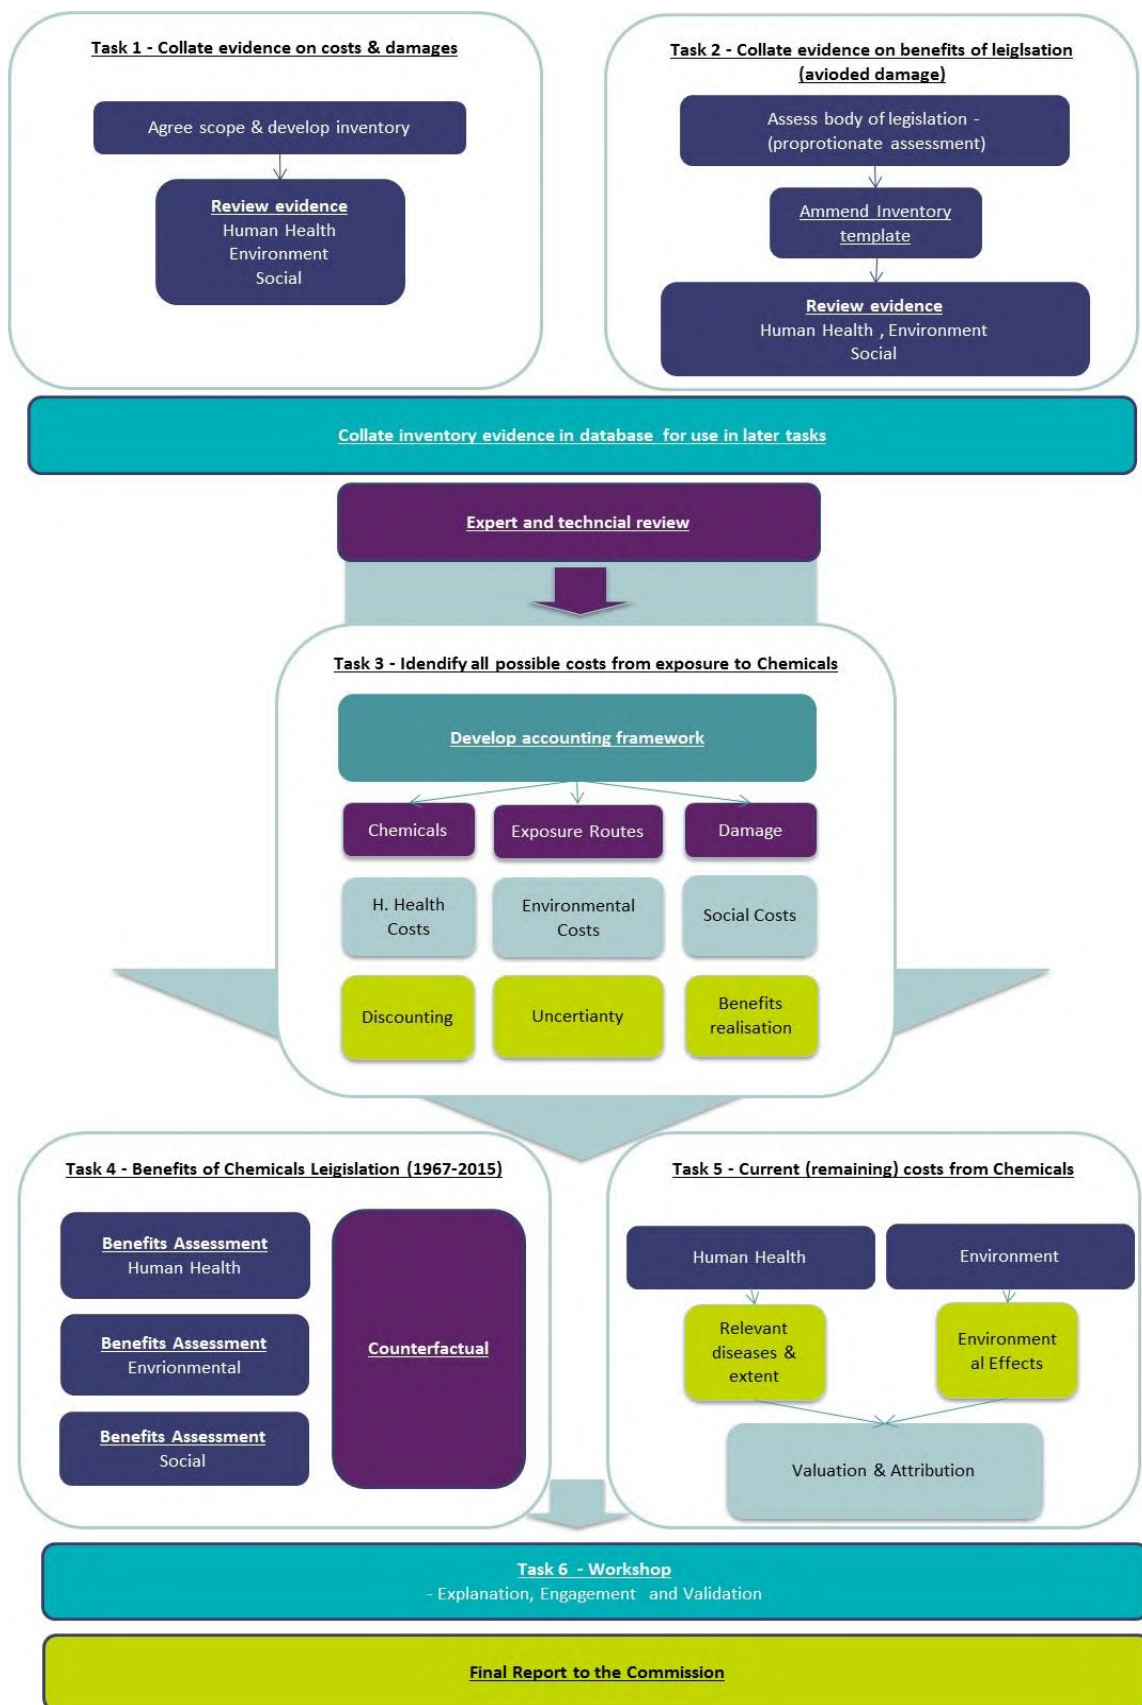 Task 1 - Collate evidence on costs & damages
Agree scope & develop inventory
Review evidence
Human Health
Environment
Social
Task 2 - Collate evidence on benefits of leiglsation
(avioded damage)
Assess body of legislation -
(proprotionate assessment)
Ammend Inventory
template
Review evidence
Human Health , Environment
Social
Collate inventory evidence in database for use in later tasks
Expert and techncial review
Task 3 - Idendify all possible costs from exposure to Chemicals
Develop accounting framework
Chemicals
Exposure Routes
Damage
H. Health
Costs
Environmental
Costs
Social Costs
Discounting
Uncertianty
Benefits
realisation
Task 4 - Benefits of Chemicals Leigislation (1967-2015)
Benefits Assessment
Human Health
Benefits Assessment
Envrionmental
Benefits Assessment
Social
Counterfactual
Task 5 - Current (remaining) costs from Chemicals
Human Health
Environment
Relevant
diseases &
extent
Environment
al Effects
Valuation & Attribution
Task 6 - Workshop
- Explanation, Engagement and Validation
Final Report to the Commission